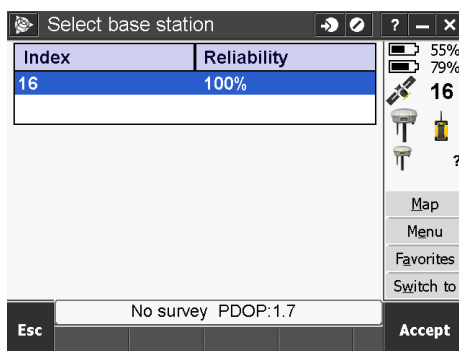 Select base station ? – X
Index Reliability
16 100%
55%
79%
16
?
Map
Menu
Favorites
Switch to
No survey PDOP:1.7
Esc Accept